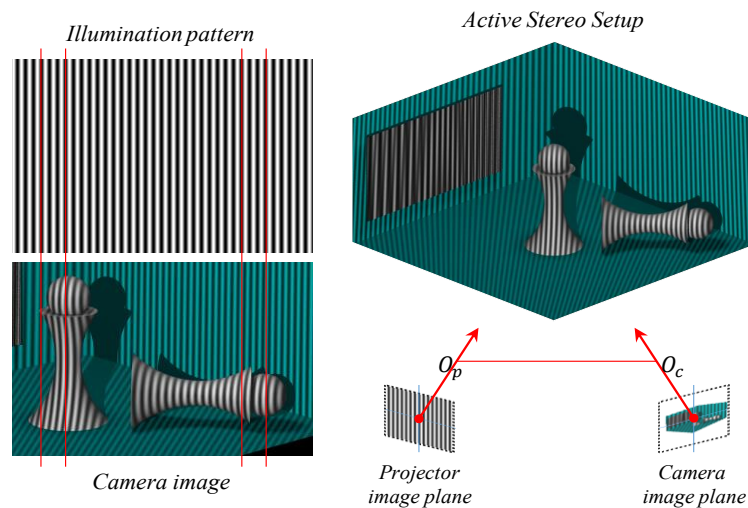 Illumination pattern
Active Stereo Setup
O_p
O_c
Camera image
Projector
image plane
Camera
image plane